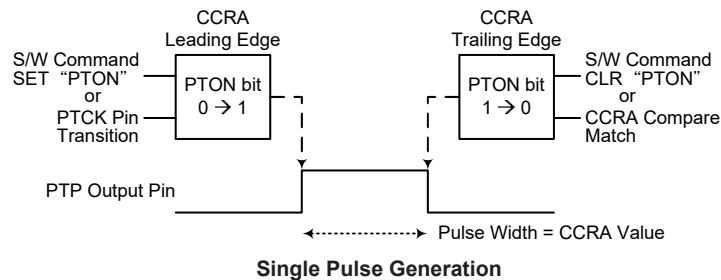 CCRA
Leading Edge
S/W Command
SET “PTON”
or
PTCK Pin
Transition
PTON bit
0 → 1
CCRA
Trailing Edge
PTON bit
1 → 0
S/W Command
CLR “PTON”
or
CCRA Compare
Match
PTP Output Pin
Pulse Width = CCRA Value
Single Pulse Generation